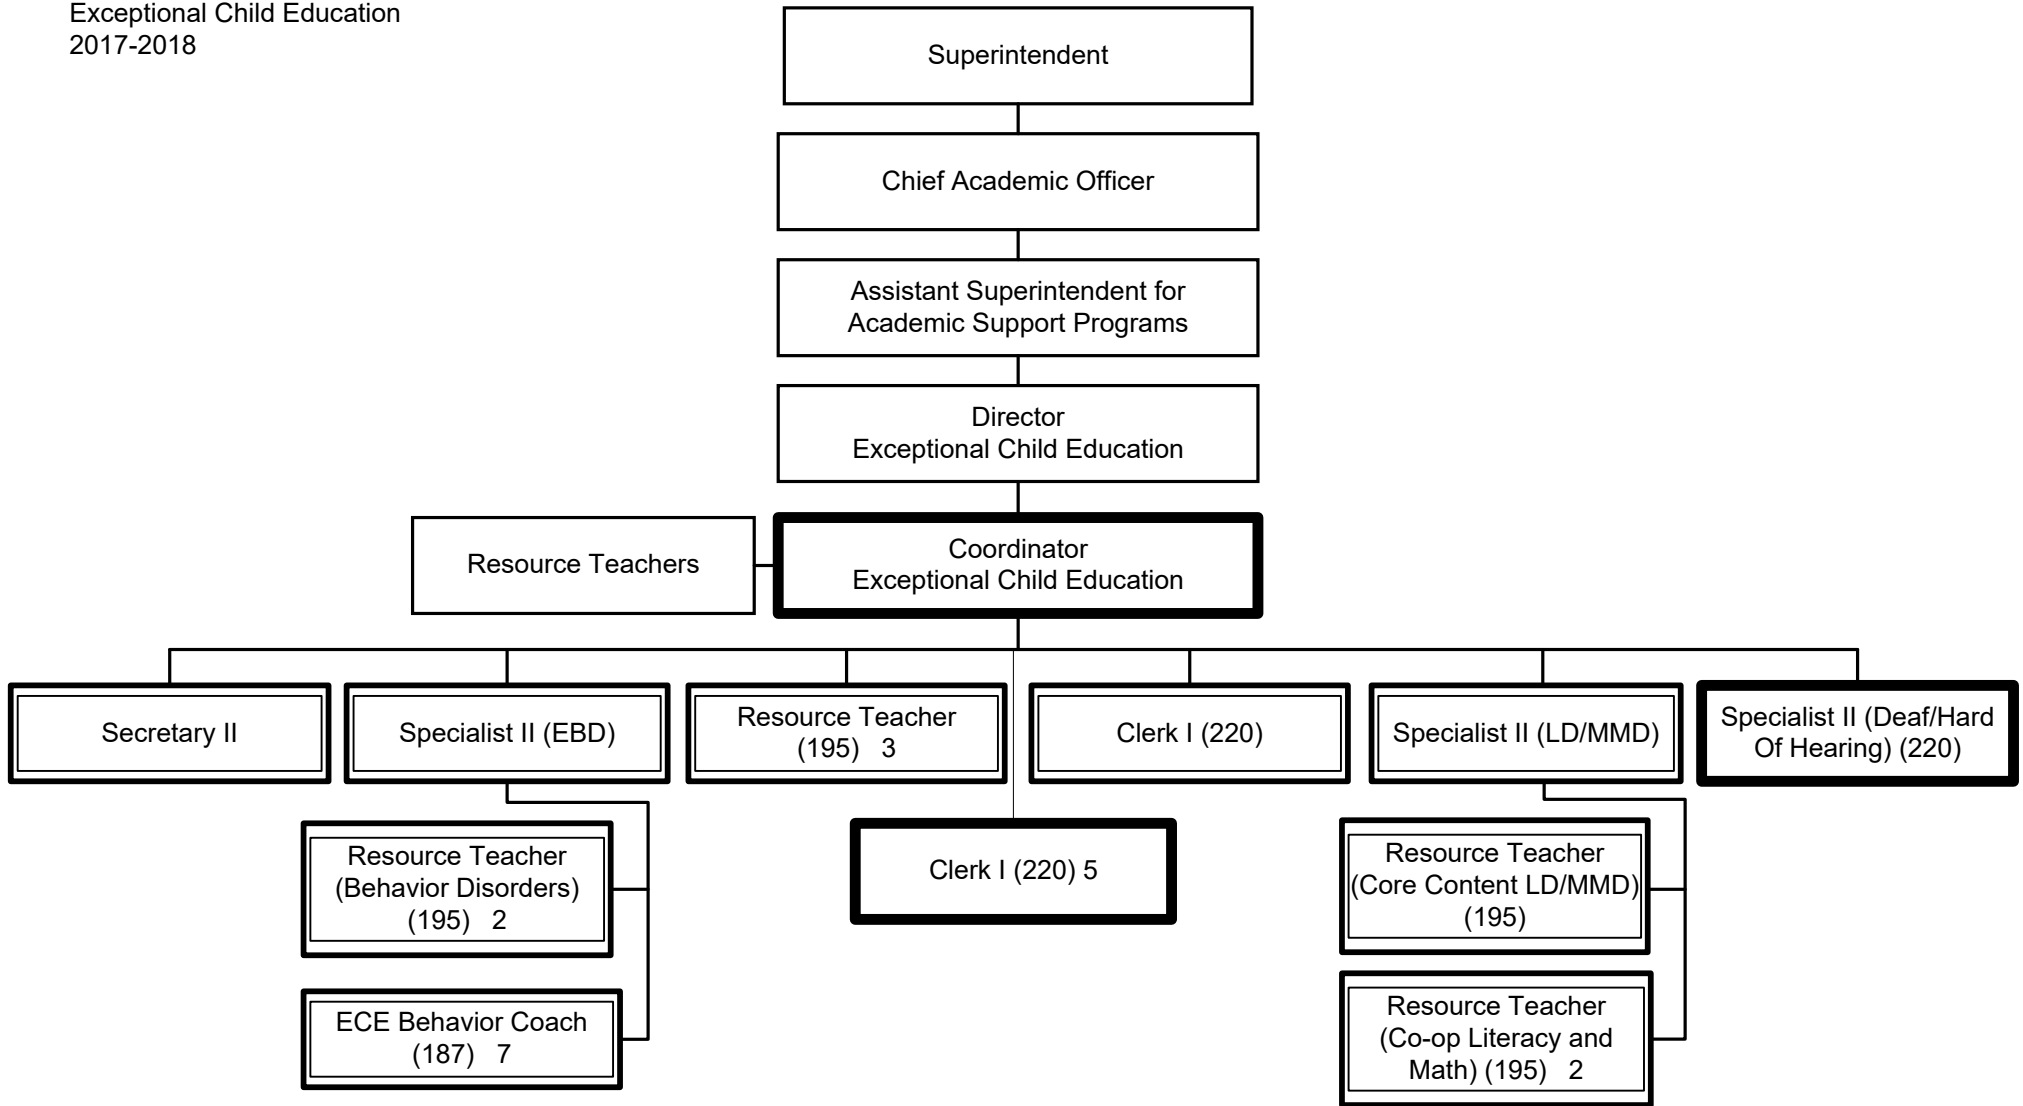 Exceptional Child Education
2017-2018
Superintendent
Chief Academic Officer
Assistant Superintendent for
Academic Support Programs
Director
Exceptional Child Education
Resource Teachers
Coordinator
Exceptional Child Education
Secretary II
Specialist II (EBD)
Resource Teacher
(195) 3
Clerk I (220)
Specialist II (LD/MMD)
Specialist II (Deaf/Hard
Of Hearing) (220)
Resource Teacher
(Behavior Disorders)
(195) 2
Clerk I (220) 5
Resource Teacher
(Core Content LD/MMD)
(195)
ECE Behavior Coach
(187) 7
Resource Teacher
(Co-op Literacy and
Math) (195) 2